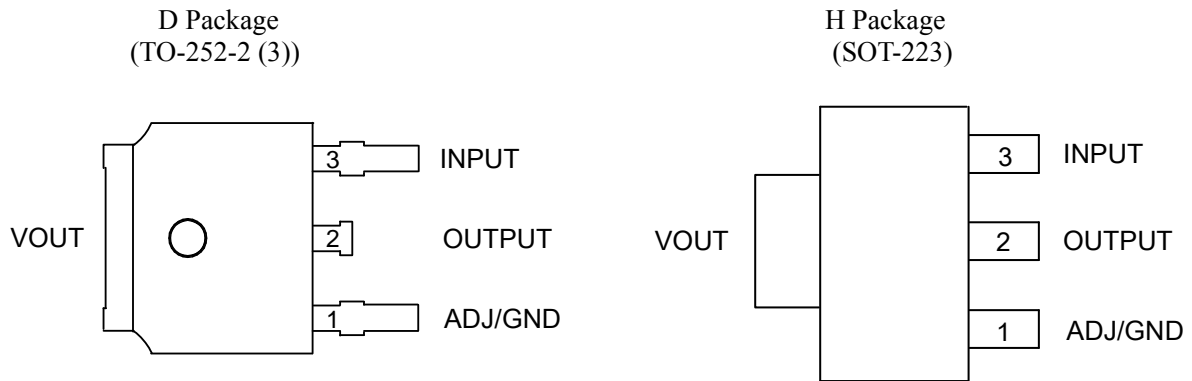 D Package
(TO-252-2 (3))
VOUT
3
INPUT
2
OUTPUT
1
ADJ/GND
H Package
(SOT-223)
VOUT
3
INPUT
2
OUTPUT
1
ADJ/GND